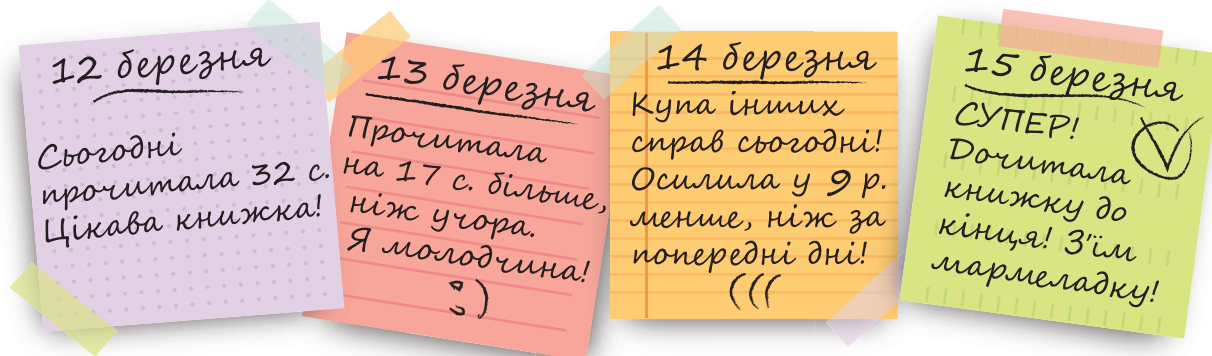 12 березня
Сьогодні
прочитала 32 с.
Цікава книжка!
13 березня
Прочитала
на 17 с. більше,
ніж учора.
Я молодчина!
:)
14 березня
Купа інших
справ сьогодні!
Осилила у 9 р.
менше, ніж за
попередні дні!
(((
15 березня
СУПЕР!
Дочитала
книжку до
кінця! З'їм
мармеладку!